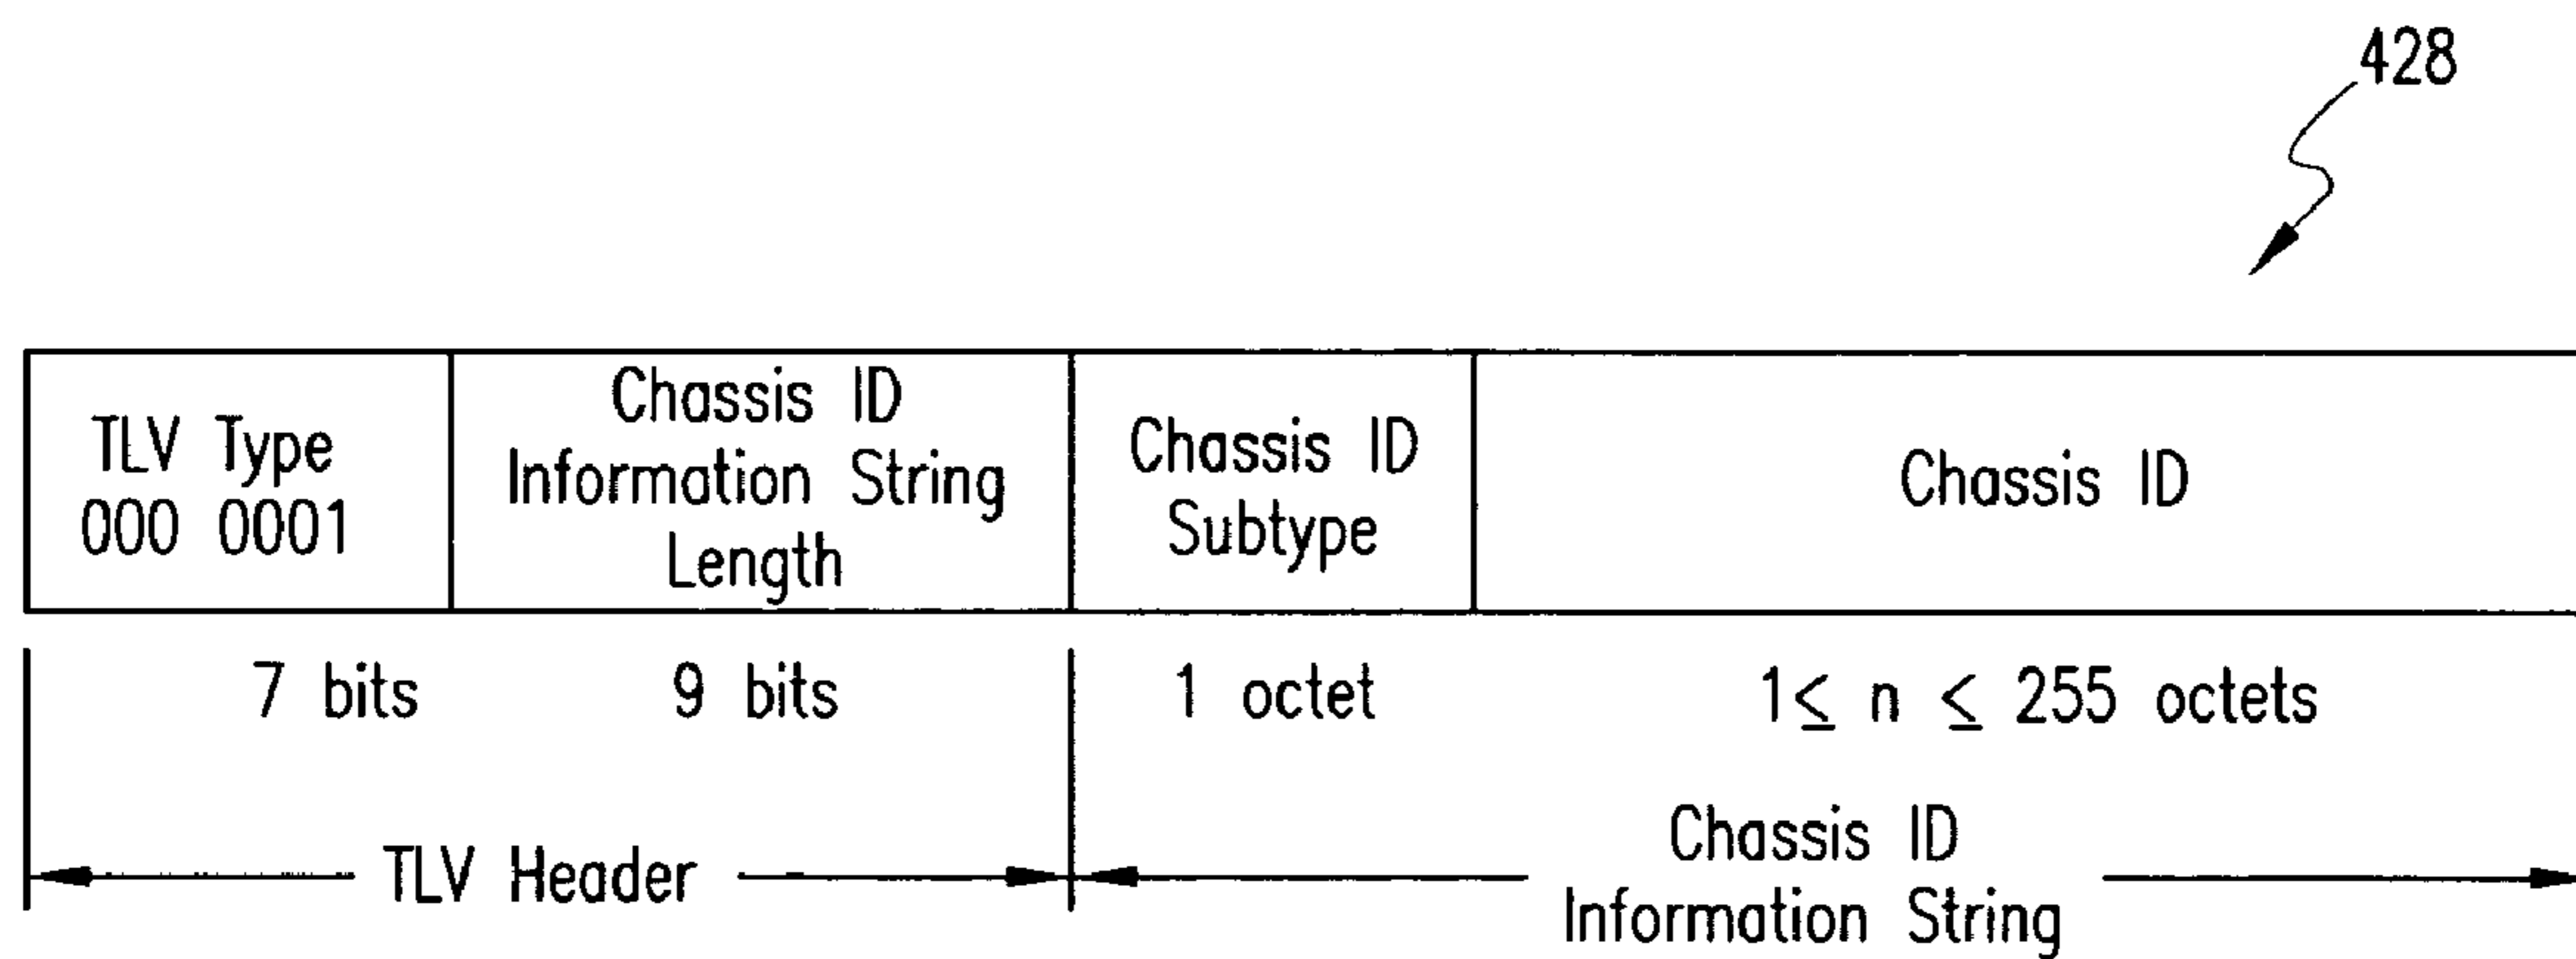 428
TLV Type
000 0001
Chassis ID
Information String
Length
Chassis ID
Subtype
Chassis ID
7 bits
9 bits
1 octet
1≤ n ≤ 255 octets
TLV Header
Chassis ID
Information String